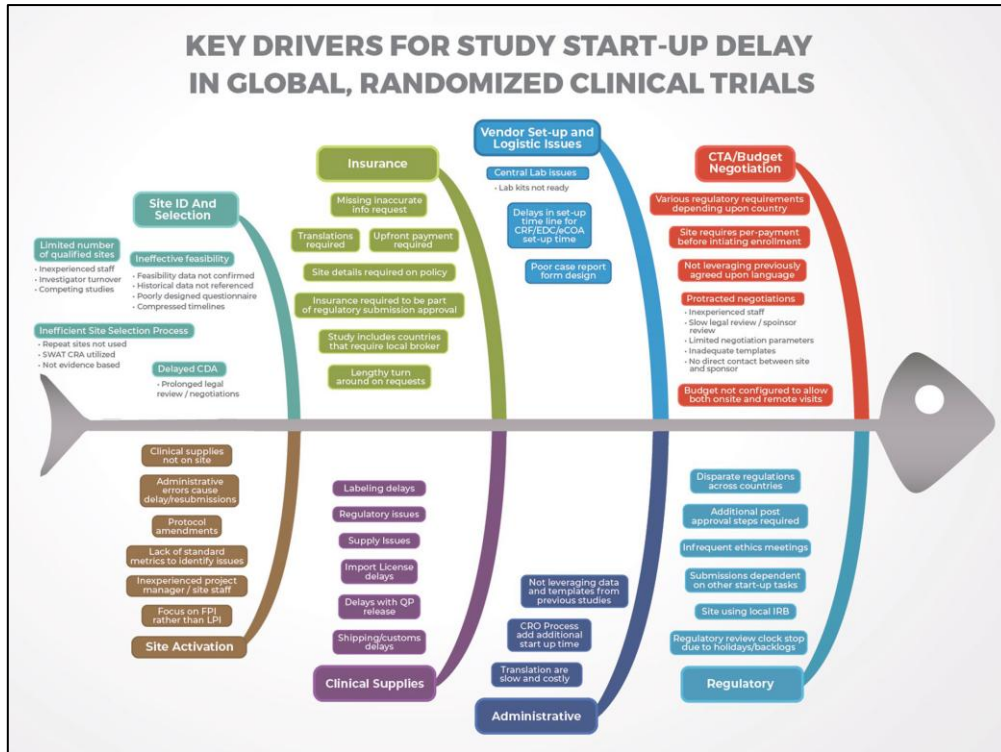 KEY DRIVERS FOR STUDY START-UP DELAY
IN GLOBAL, RANDOMIZED CLINICAL TRIALS
Site ID And
Selection
Limited number
of qualified sites
• Inexperienced staff
• Investigator turnover
• Competing studies
Ineffective feasibility
• Feasibility data not confirmed
• Historical data not referenced
• Poorly designed questionnaire
• Compressed timelines
Inefficient Site Selection Process
• Repeat sites not used
• SWAT CRA utilized
• Not evidence based
Delayed CDA
• Prolonged legal
review / negotiations
Insurance
Missing inaccurate
info request
Translations
required
Upfront payment
required
Site details required on policy
Insurance required to be part
of regulatory submission approval
Study includes countries
that require local broker
Lengthy turn
around on requests
Vendor Set-up and
Logistic Issues
Central Lab issues
• Lab kits not ready
Delays in set-up
time line for
CRF/EDC/eCOA
set-up time
Poor case report
form design
CTA/Budget
Negotiation
Various regulatory requirements
depending upon country
Site requires per-payment
before intiating enrollment
Not leveraging previously
agreed upon language
Protracted negotiations
• Inexperienced staff
• Slow legal review / spoinsor
review
• Limited negotiation parameters
• Inadequate templates
• No direct contact between site
and sponsor
Budget not configured to allow
both onsite and remote visits
Clinical supplies
not on site
Administrative
errors cause
delay/resubmissions
Protocol
amendments
Lack of standard
metrics to identify issues
Inexperienced project
manager / site staff
Focus on FPI
rather than LPI
Site Activation
Labeling delays
Regulatory issues
Supply Issues
Import License
delays
Delays with QP
release
Shipping/customs
delays
Clinical Supplies
Not leveraging data
and templates from
previous studies
CRO Process
add additional
start up time
Translation are
slow and costly
Administrative
Disparate regulations
across countries
Additional post
approval steps required
Infrequent ethics meetings
Submissions dependent
on other start-up tasks
Site using local IRB
Regulatory review clock stop
due to holidays/backlogs
Regulatory